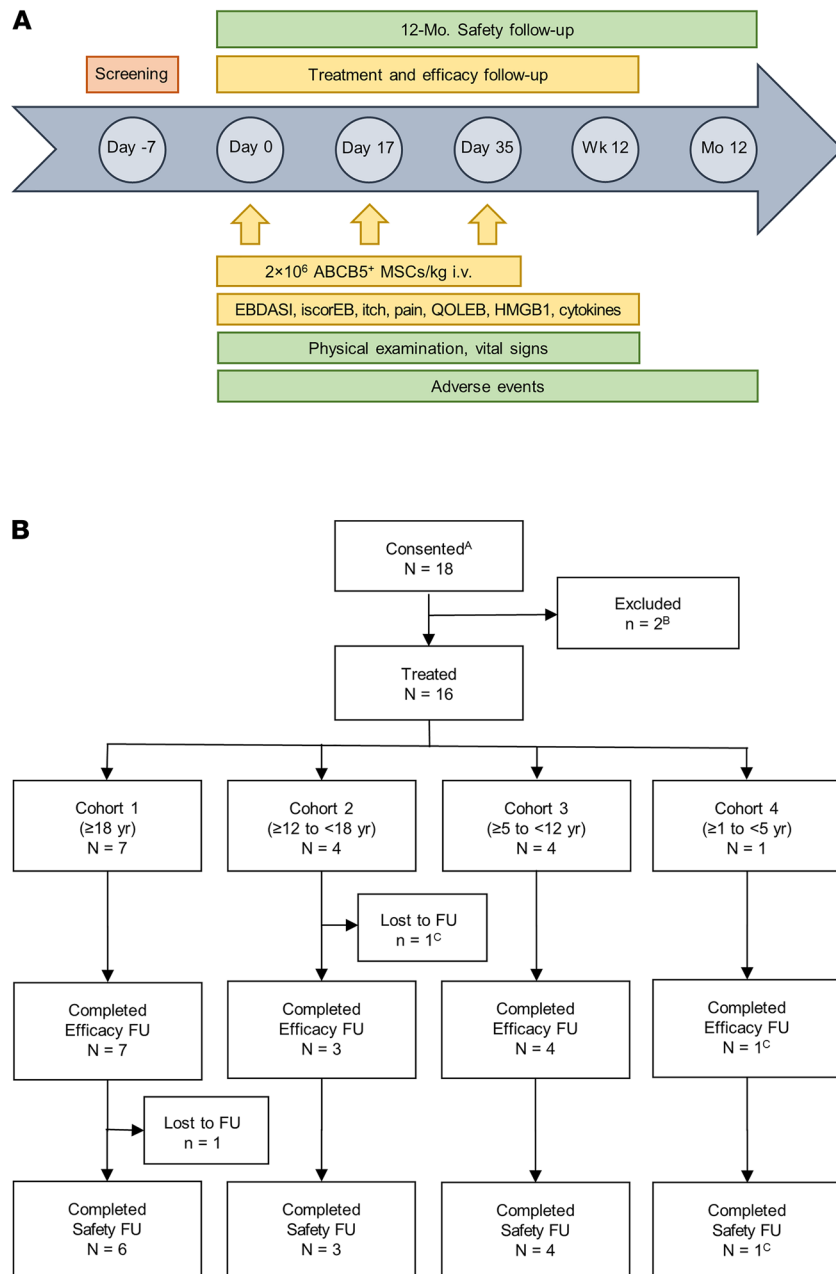 A
12-Mo. Safety follow-up
Screening
Treatment and efficacy follow-up
Day -7
Day 0
Day 17
Day 35
Wk 12
Mo 12
2×10⁶ ABCB5⁺ MSCs/kg i.v.
EBDASI, iscorEB, itch, pain, QOLEB, HMGB1, cytokines
Physical examination, vital signs
Adverse events
B
Consentedᴬ
N = 18
Excluded
n = 2ᴮ
Treated
N = 16
Cohort 1
(≥18 yr)
N = 7
Cohort 2
(≥12 to <18 yr)
N = 4
Cohort 3
(≥5 to <12 yr)
N = 4
Cohort 4
(≥1 to <5 yr)
N = 1
Lost to FU
n = 1ᶜ
Completed
Efficacy FU
N = 7
Completed
Efficacy FU
N = 3
Completed
Efficacy FU
N = 4
Completed
Efficacy FU
N = 1ᶜ
Lost to FU
n = 1
Completed
Safety FU
N = 6
Completed
Safety FU
N = 3
Completed
Safety FU
N = 4
Completed
Safety FU
N = 1ᶜ